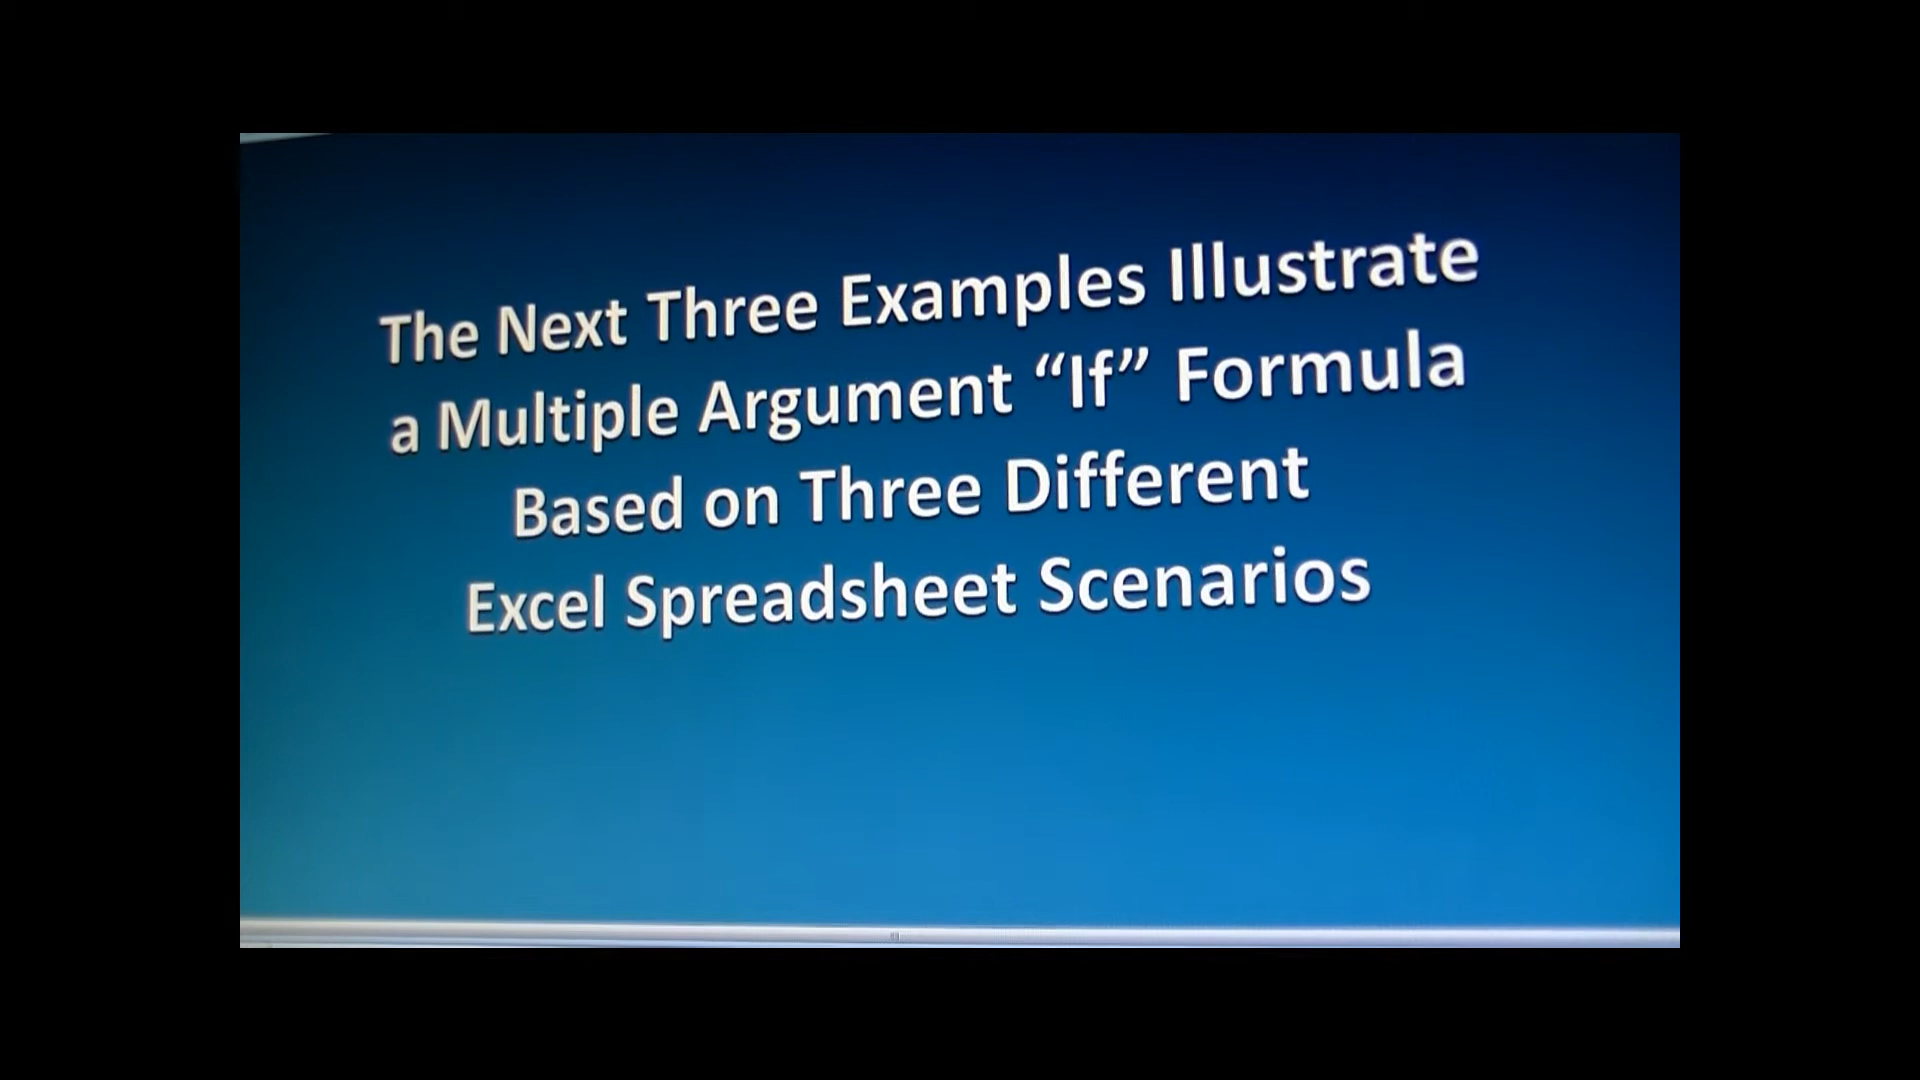 The Next Three Examples Illustrate
a Multiple Argument “If” Formula
Based on Three Different
Excel Spreadsheet Scenarios